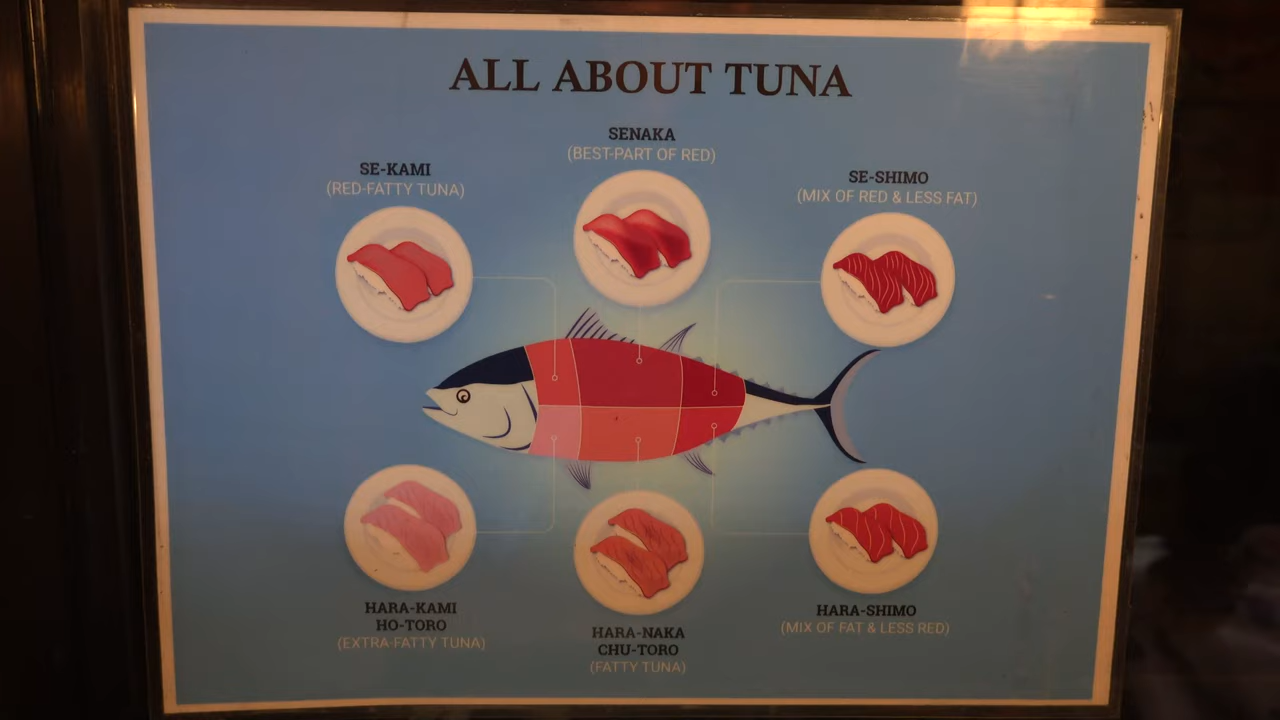 ALL ABOUT TUNA
SENAKA
(BEST-PART OF RED)
SE-KAMI
(RED-FATTY TUNA)
SE-SHIMO
(MIX OF RED & LESS FAT)
HARA-KAMI
HO-TORO
(EXTRA-FATTY TUNA)
HARA-NAKA
CHU-TORO
(FATTY TUNA)
HARA-SHIMO
(MIX OF FAT & LESS RED)